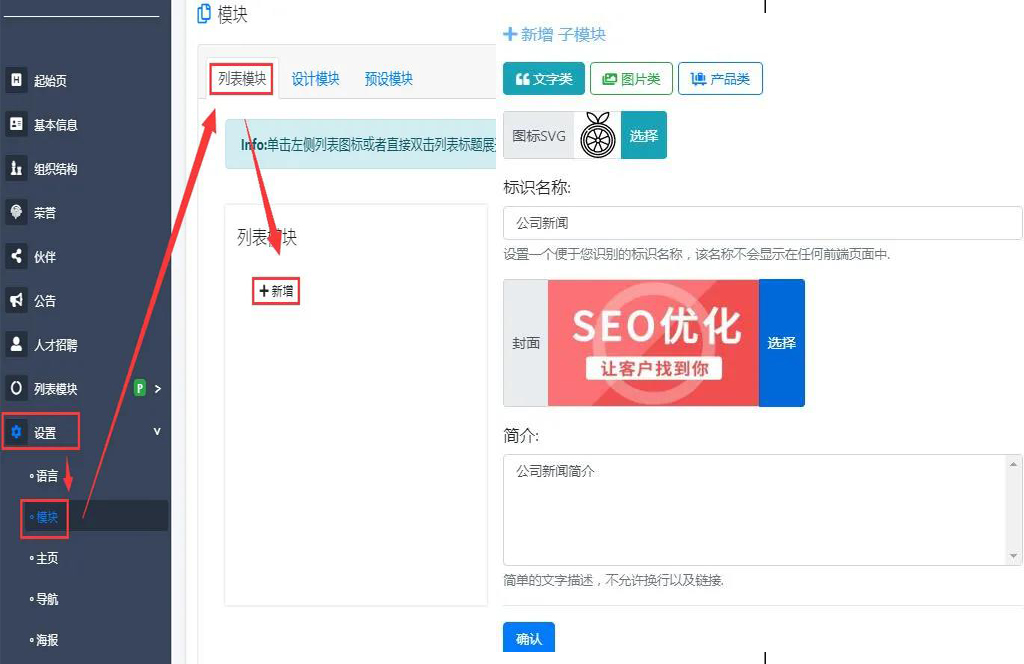 起始页
基本信息
组织结构
荣誉
伙伴
公告
人才招聘
列表模块 P
设置
语言
模块
主页
导航
海报
模块
列表模块 设计模块 预设模块
Info:单击左侧列表图标或者直接双击列表标题展
列表模块
新增
新增 子模块
文字类 图片类 产品类
图标SVG 选择
标识名称:
公司新闻
设置一个便于您识别的标识名称，该名称不会显示在任何前端页面中.
封面 选择
SEO优化
让客户找到你
简介:
公司新闻简介
简单的文字描述，不允许换行以及链接.
确认